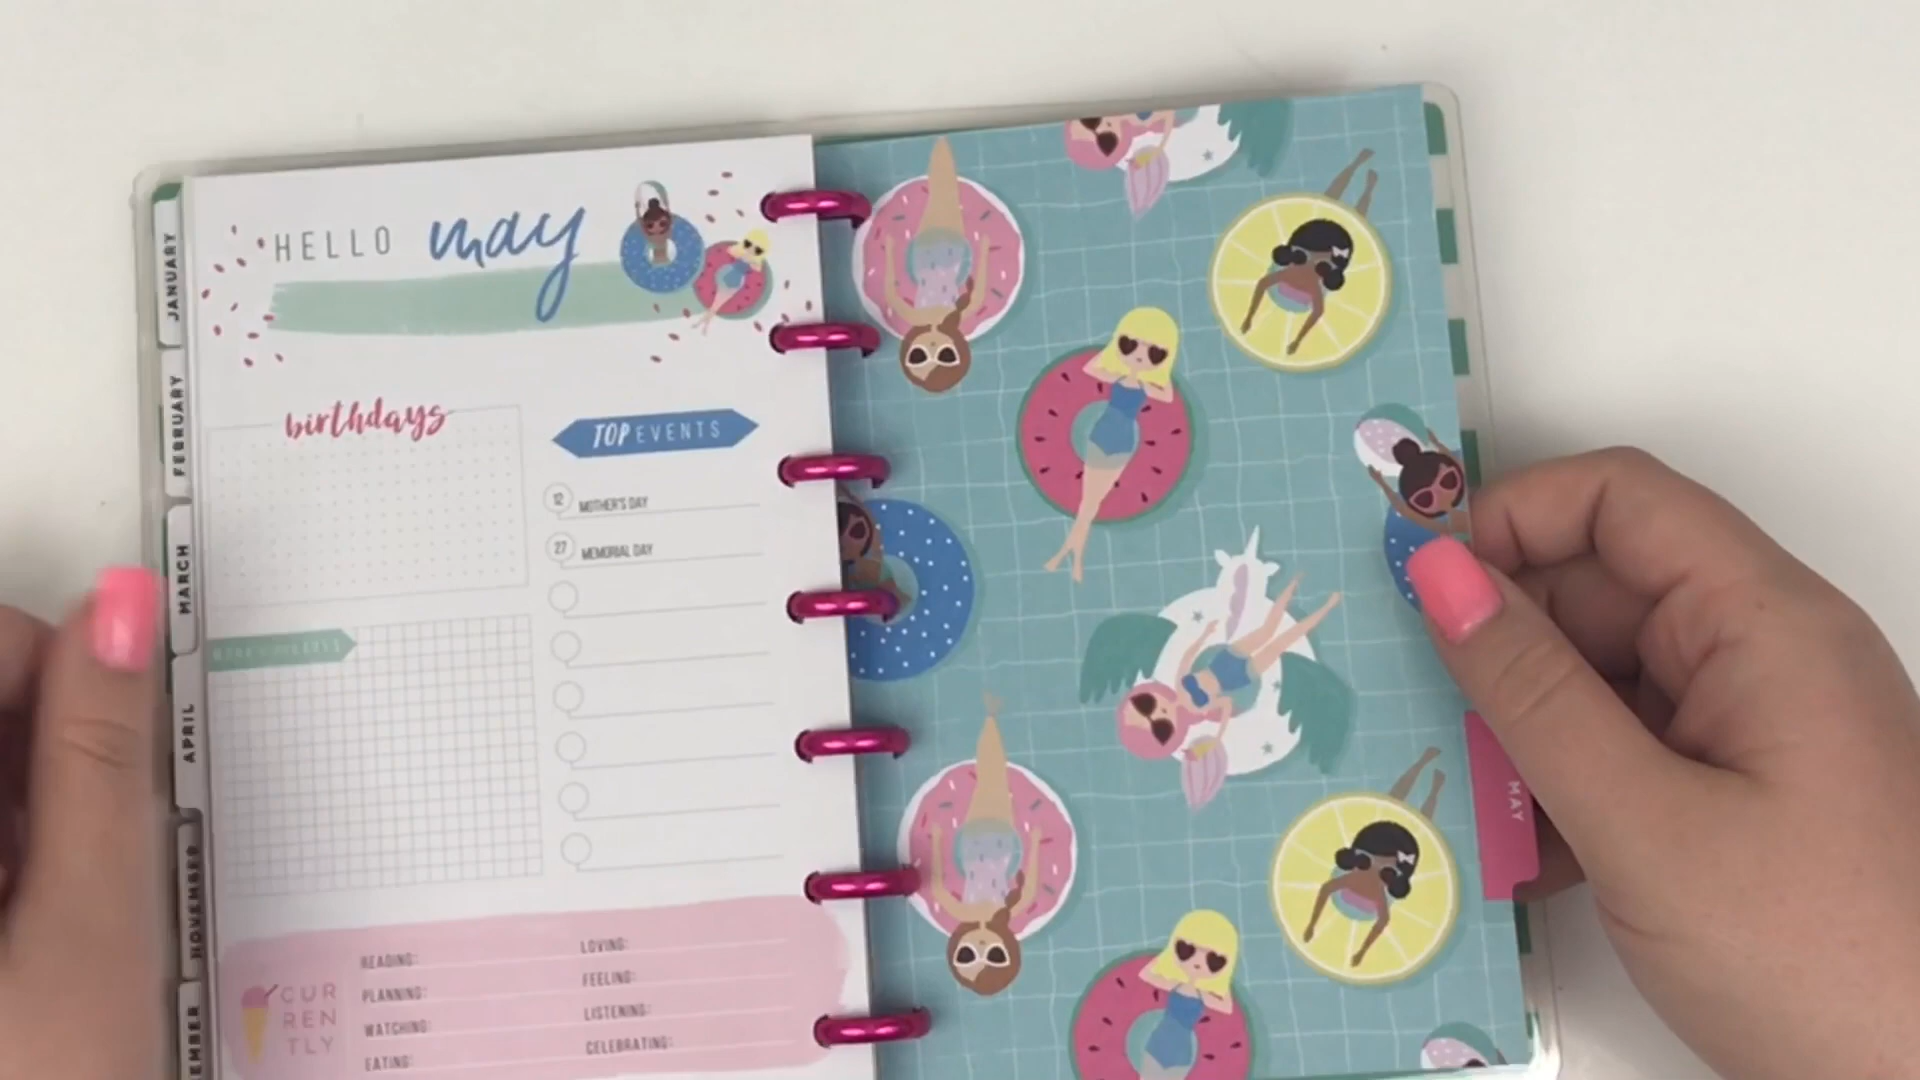 HELLO may
birthdays
TOP EVENTS
12 MOTHER'S DAY
27 MEMORIAL DAY
CUR
REN
TLY
READING:
PLANNING:
WATCHING:
EATING:
LOVING:
FEELING:
LISTENING:
CELEBRATING:
JANUARY
FEBRUARY
MARCH
APRIL
NOVEMBER
EMBER
MAY